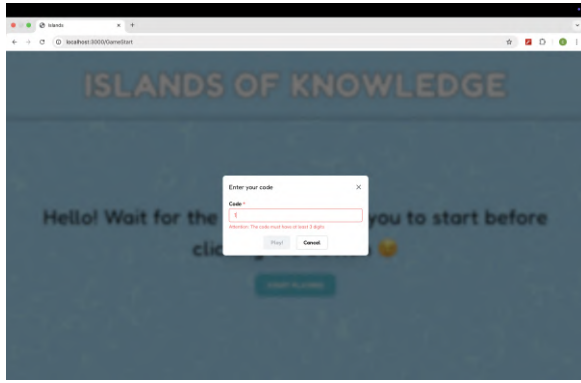 Islands
localhost:3000/GameStart
ISLANDS OF KNOWLEDGE
Enter your code
Code *
1
Attention: The code must have at least 3 digits
Play!
Cancel
Hello! Wait for the
you to start before
clic
START PLAYING